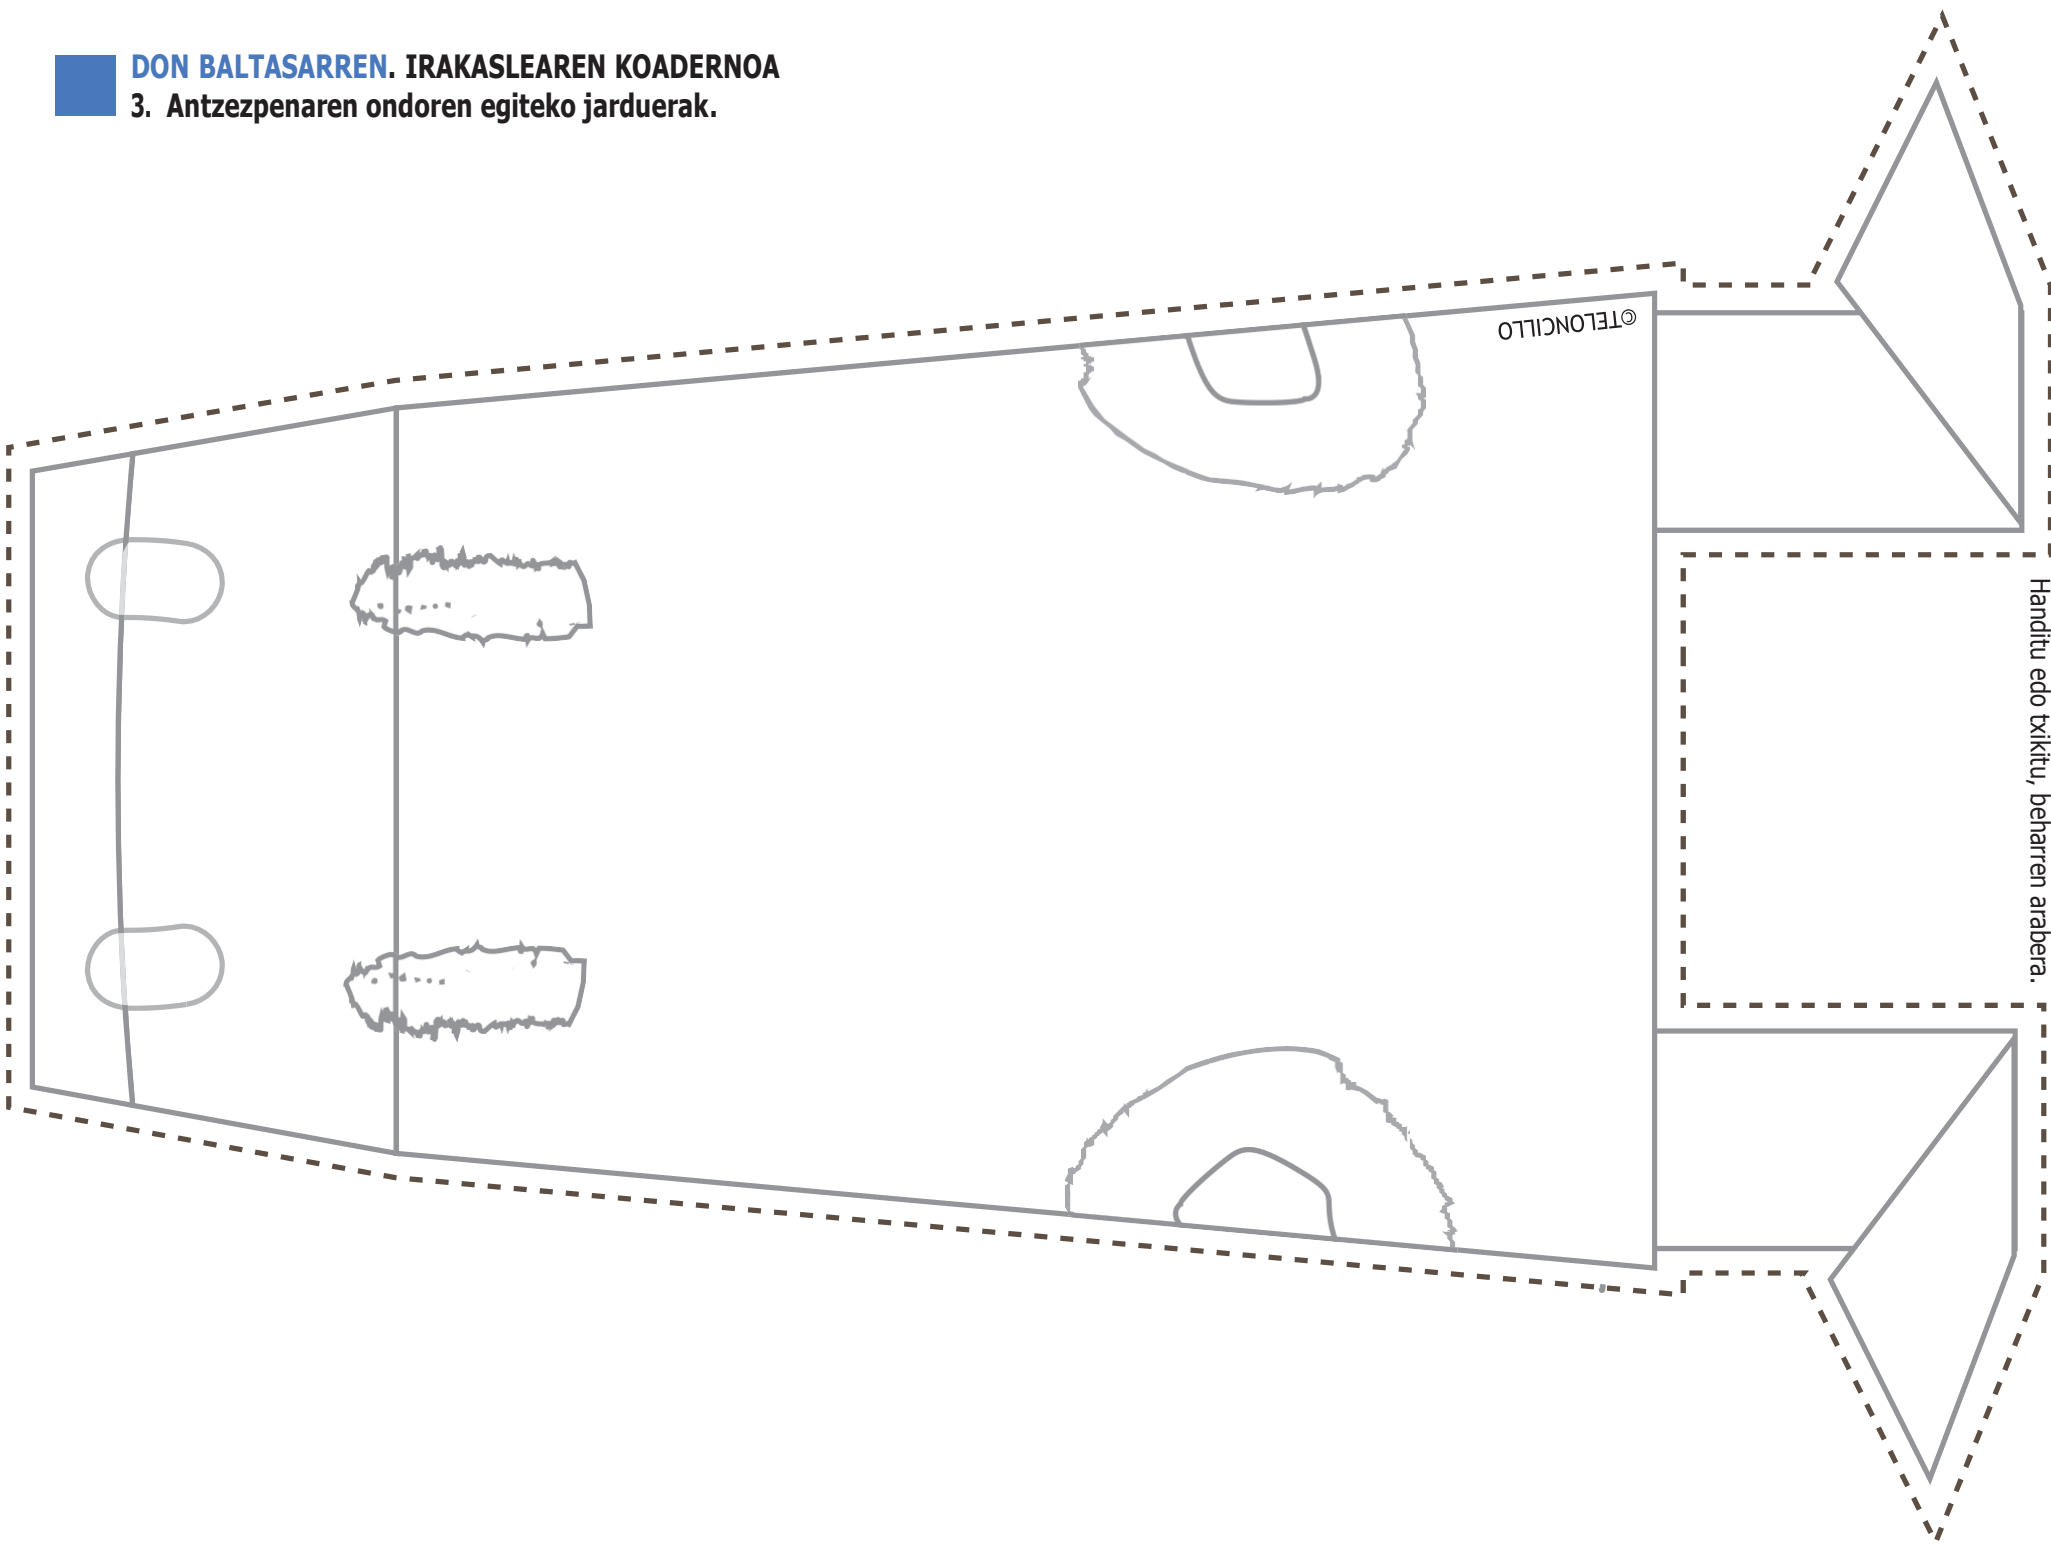 DON BALTASARREN. IRAKASLEAREN KOADERNOA
3. Antzezpenaren ondoren egiteko jarduerak.
©TELONCILLO
Handitu edo txikitu, beharren arabera.